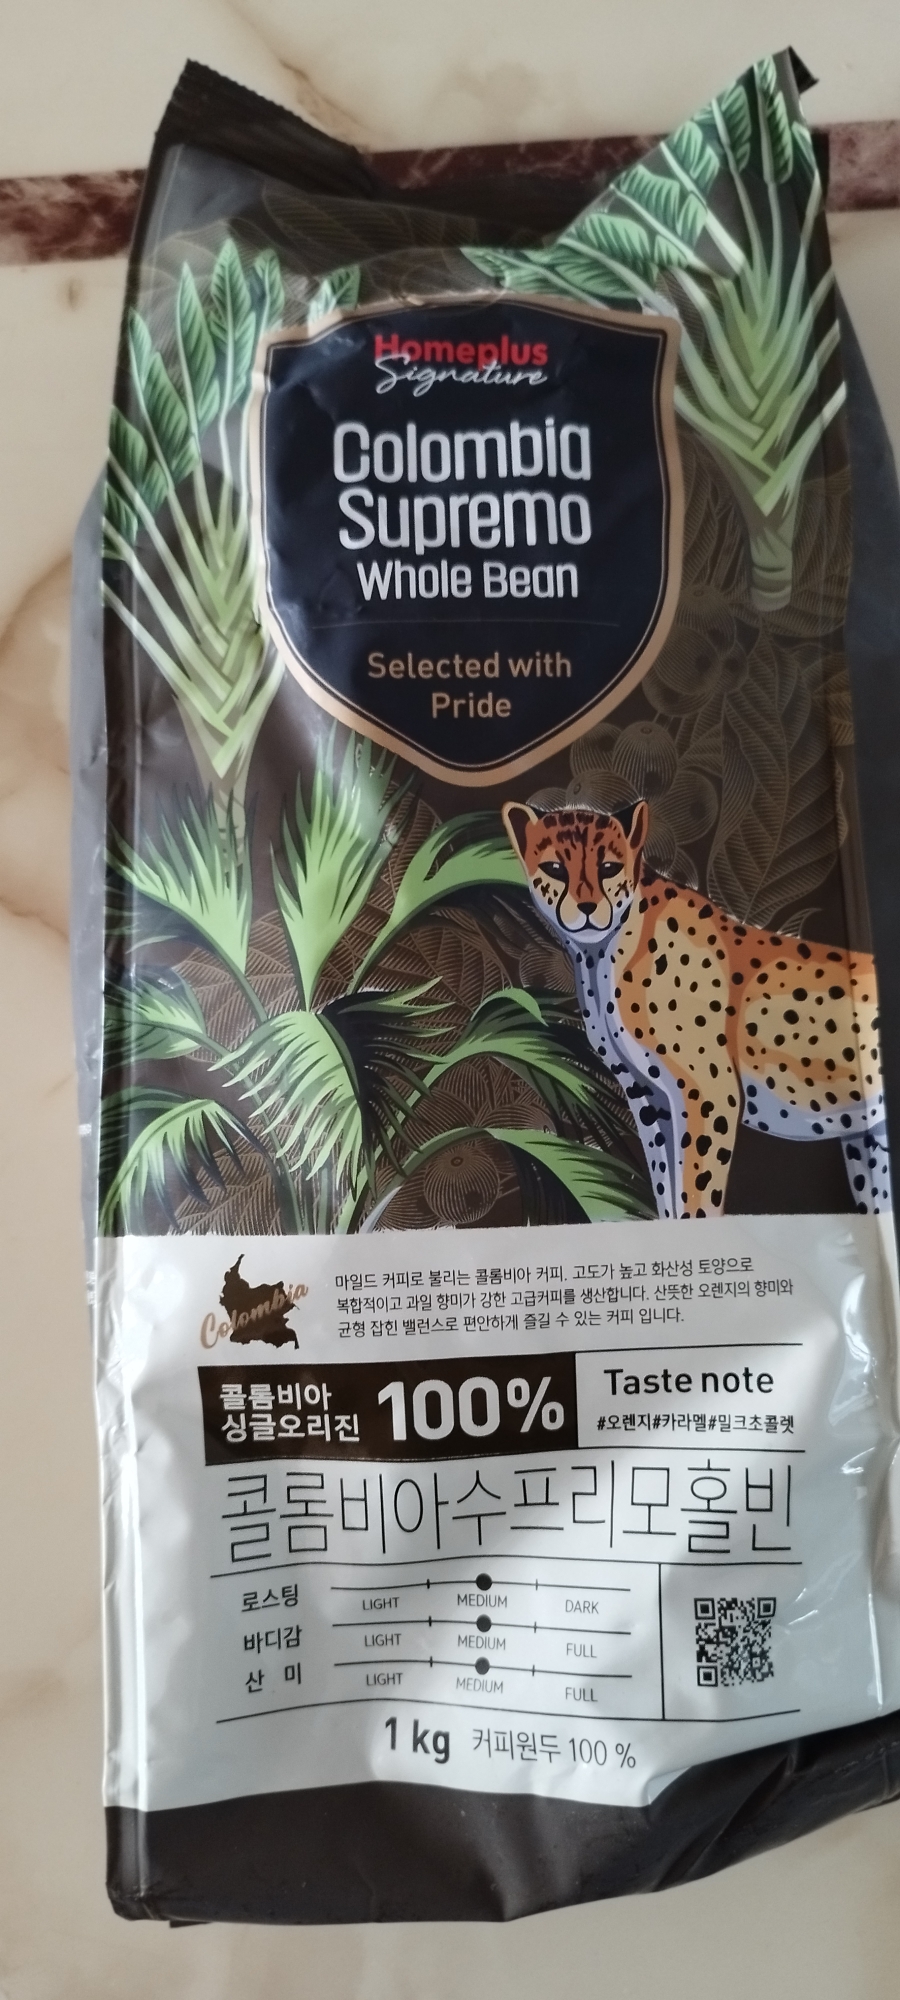 Homeplus
Signature
Colombia
Supremo
Whole Bean
Selected with
Pride
Colombia
마일드 커피로 불리는 콜롬비아 커피. 고도가 높고 화산성 토양으로
복합적이고 과일 향미가 강한 고급커피를 생산합니다. 산뜻한 오렌지의 향미와
균형 잡힌 밸런스로 편안하게 즐길 수 있는 커피 입니다.
콜롬비아
싱글오리진 100%
Taste note
#오렌지#카라멜#밀크초콜렛
콜롬비아수프리모홀빈
로스팅 LIGHT MEDIUM DARK
바디감 LIGHT MEDIUM FULL
산 미 LIGHT MEDIUM FULL
1 kg 커피원두 100 %